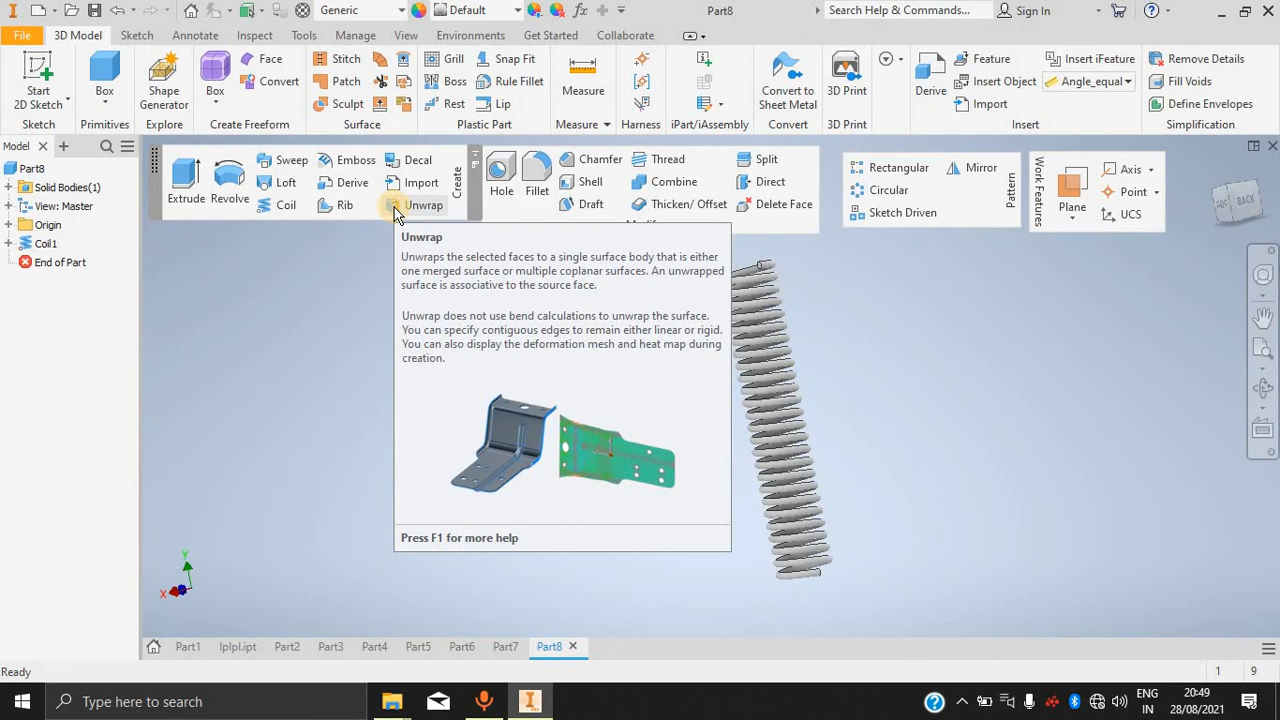 Generic
Default
Part8
Search Help & Commands...
Sign In
File
3D Model
Sketch
Annotate
Inspect
Tools
Manage
View
Environments
Get Started
Collaborate
Start
2D Sketch
Sketch
Box
Primitives
Shape
Generator
Explore
Box
Face
Convert
Create Freeform
Stitch
Patch
Sculpt
Surface
Grill
Boss
Rest
Snap Fit
Rule Fillet
Lip
Plastic Part
Measure
Measure
Harness
iPart/iAssembly
Convert to
Sheet Metal
Convert
3D Print
3D Print
Derive
Feature
Insert Object
Import
Insert iFeature
Angle_equal
Insert
Remove Details
Fill Voids
Define Envelopes
Simplification
Model
Part8
Solid Bodies(1)
View: Master
Origin
Coil1
End of Part
Extrude
Revolve
Sweep
Loft
Coil
Emboss
Derive
Rib
Decal
Import
Unwrap
Create
Hole
Fillet
Chamfer
Shell
Draft
Thread
Combine
Thicken/ Offset
Split
Direct
Delete Face
Rectangular
Circular
Sketch Driven
Mirror
Pattern
Work Features
Plane
Axis
Point
UCS
Unwrap
Unwraps the selected faces to a single surface body that is either
one merged surface or multiple coplanar surfaces. An unwrapped
surface is associative to the source face.
Unwrap does not use bend calculations to unwrap the surface.
You can specify contiguous edges to remain either linear or rigid.
You can also display the deformation mesh and heat map during
creation.
Press F1 for more help
Y
X
Part1
lplpl.ipt
Part2
Part3
Part4
Part5
Part6
Part7
Part8
Ready
1
9
Type here to search
ENG
IN
20:49
28/08/2021